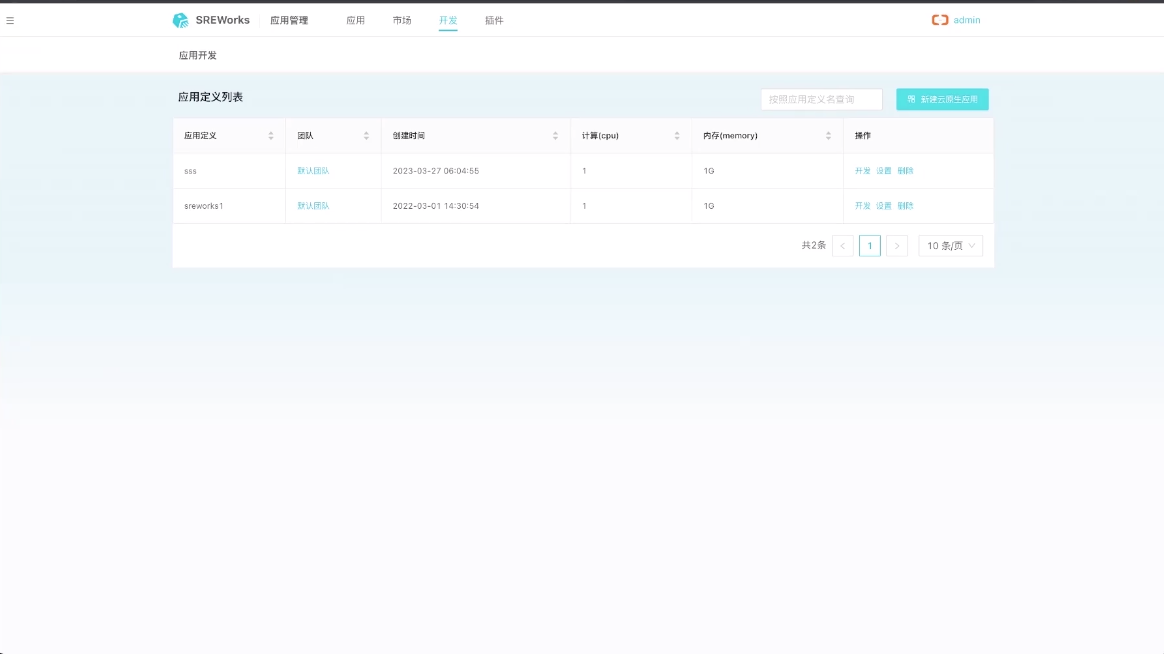 SREWorks 应用管理 应用 市场 开发 插件 admin
应用开发
应用定义列表 按照应用定义名查询 新建云原生应用
应用定义 团队 创建时间 计算(cpu) 内存(memory) 操作
sss 默认团队 2023-03-27 06:04:55 1 1G 开发 设置 删除
sreworks1 默认团队 2022-03-01 14:30:54 1 1G 开发 设置 删除
共2条 < 1 > 10 条/页